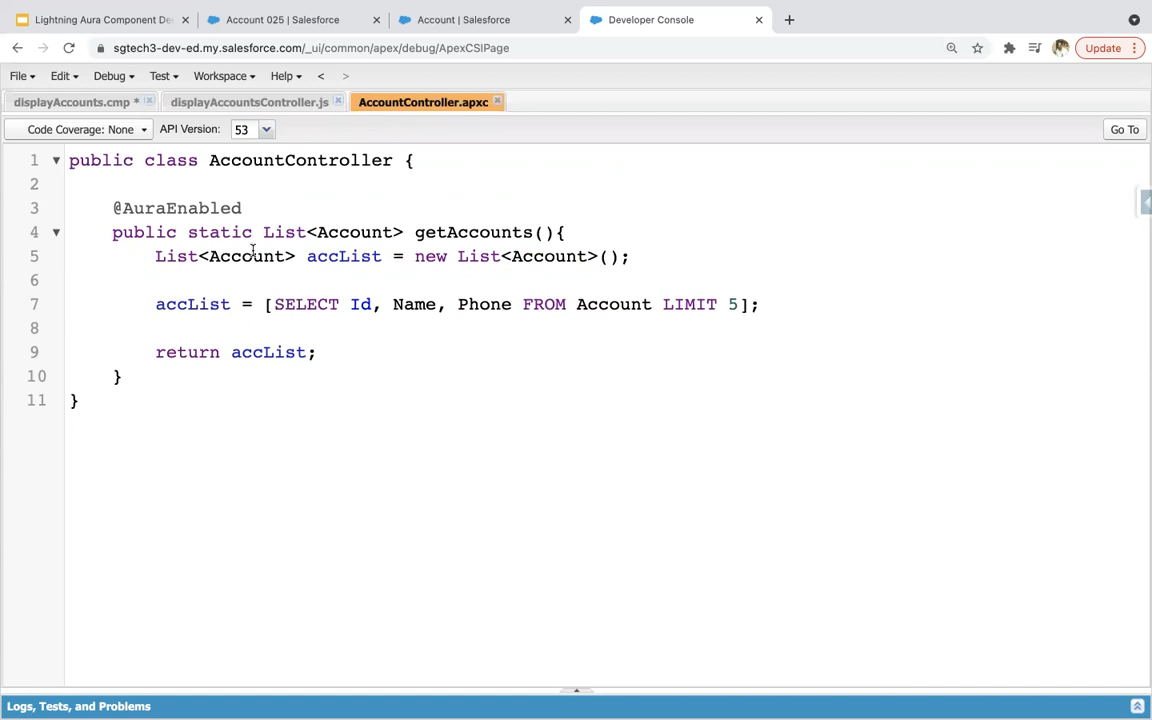 Lightning Aura Component De
Account 025 | Salesforce
Account | Salesforce
Developer Console
sgtech3-dev-ed.my.salesforce.com/_ui/common/apex/debug/ApexCSIPage
Update
File Edit Debug Test Workspace Help < >
displayAccounts.cmp * displayAccountsController.js AccountController.apxc
Code Coverage: None API Version: 53 Go To
1 public class AccountController {
2
3 @AuraEnabled
4 public static List<Account> getAccounts(){
5 List<Account> accList = new List<Account>();
6
7 accList = [SELECT Id, Name, Phone FROM Account LIMIT 5];
8
9 return accList;
10 }
11 }
Logs, Tests, and Problems